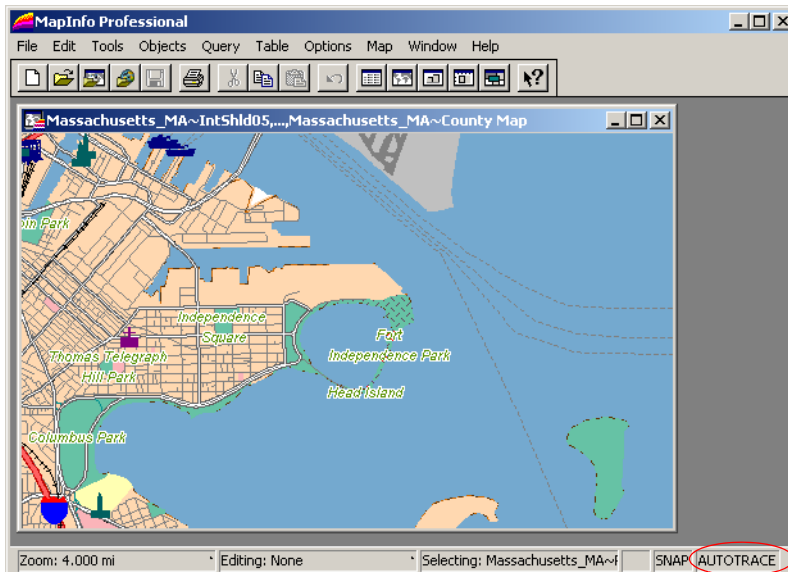 MapInfo Professional
File Edit Tools Objects Query Table Options Map Window Help
Massachusetts_MA~IntShld05,...,Massachusetts_MA~County Map
Park
Independence
Square
Fort
Independence Park
Thomas Telegraph
Hill Park
Head Island
Columbus Park
Zoom: 4.000 mi Editing: None Selecting: Massachusetts_MA~ SNAP AUTOTRACE